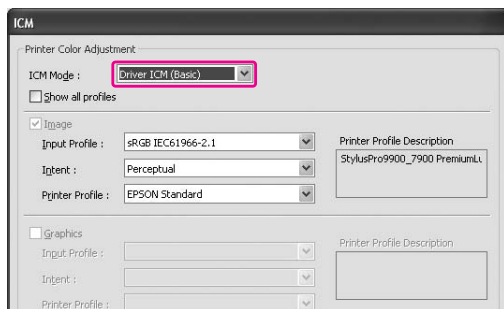 ICM
Printer Color Adjustment
ICM Mode :
Driver ICM (Basic)
Show all profiles
Image
Input Profile :
sRGB IEC61966-2.1
Printer Profile Description
StylusPro9900_7900 PremiumLu
Intent :
Perceptual
Printer Profile :
EPSON Standard
Graphics
Input Profile :
Printer Profile Description
Intent :
Printer Profile :